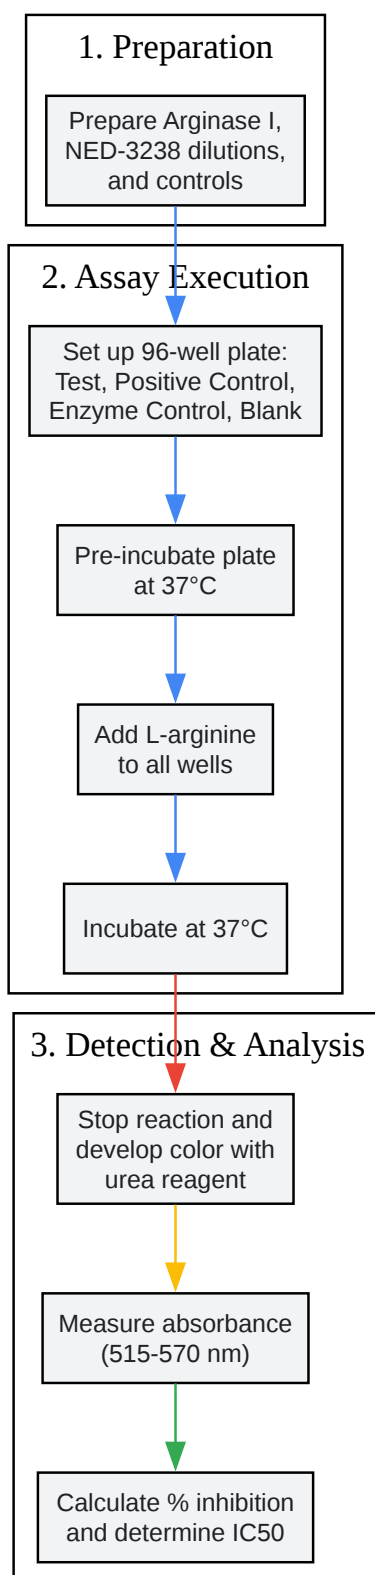 1. Preparation
Prepare Arginase I,
NED-3238 dilutions,
and controls
2. Assay Execution
Set up 96-well plate:
Test, Positive Control,
Enzyme Control, Blank
Pre-incubate plate
at 37°C
Add L-arginine
to all wells
Incubate at 37°C
3. Detection & Analysis
Stop reaction and
develop color with
urea reagent
Measure absorbance
(515-570 nm)
Calculate % inhibition
and determine IC50